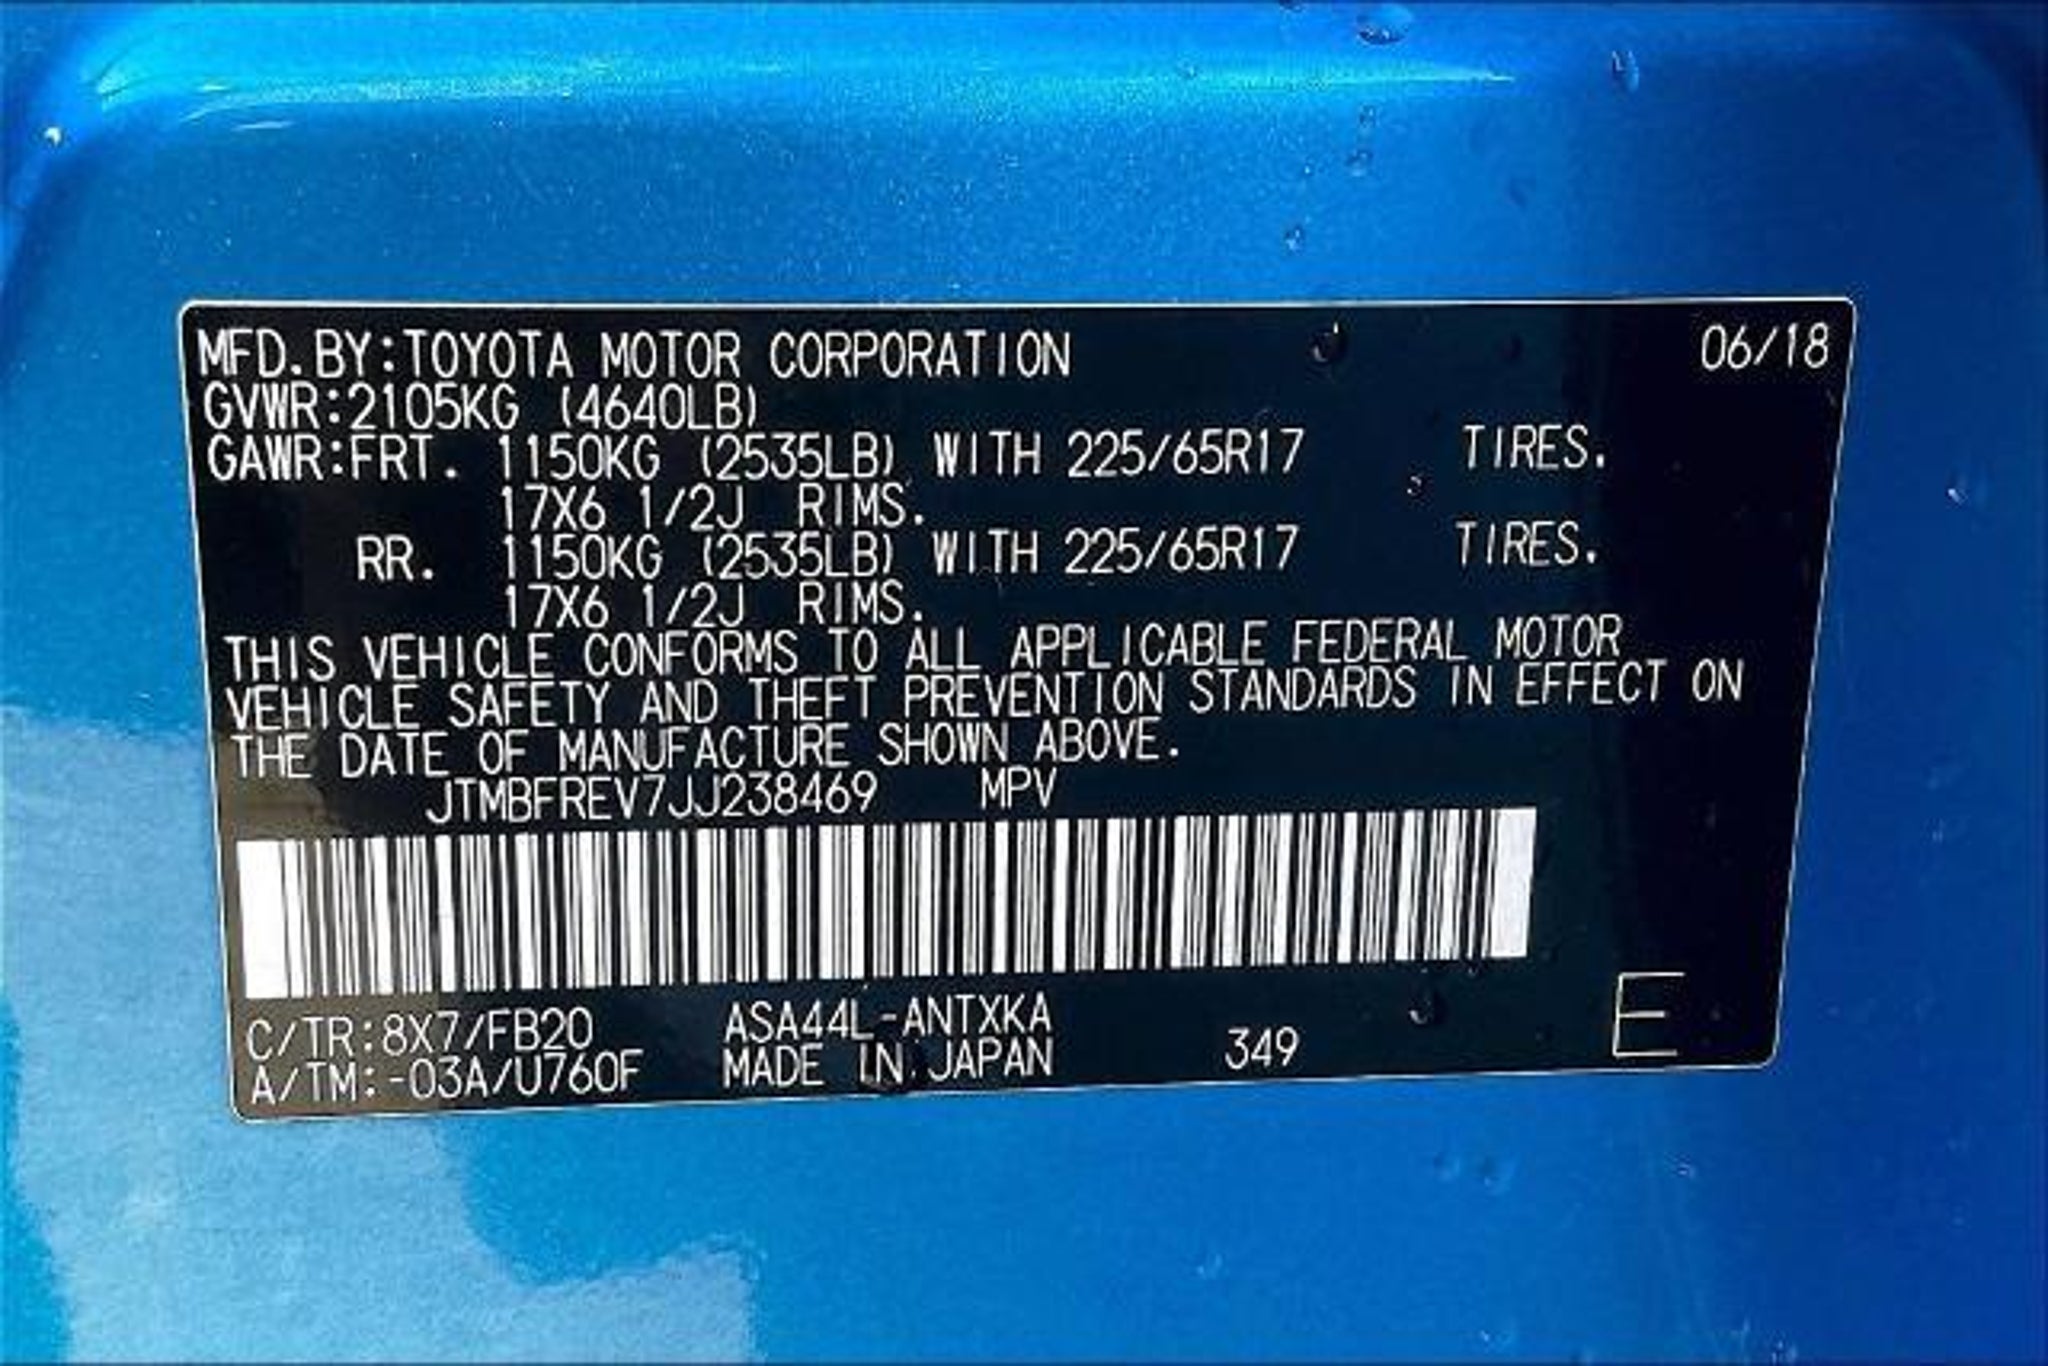 MFD.BY:TOYOTA MOTOR CORPORATION 06/18
GVWR:2105KG (4640LB)
GAWR:FRT. 1150KG (2535LB) WITH 225/65R17 TIRES.
17X6 1/2J RIMS.
RR. 1150KG (2535LB) WITH 225/65R17 TIRES.
17X6 1/2J RIMS.
THIS VEHICLE CONFORMS TO ALL APPLICABLE FEDERAL MOTOR
VEHICLE SAFETY AND THEFT PREVENTION STANDARDS IN EFFECT ON
THE DATE OF MANUFACTURE SHOWN ABOVE.
JTMBFREV7JJ238469 MPV
C/TR:8X7/FB20 ASA44L-ANTXKA
A/TM:-03A/U760F MADE IN JAPAN 349 E